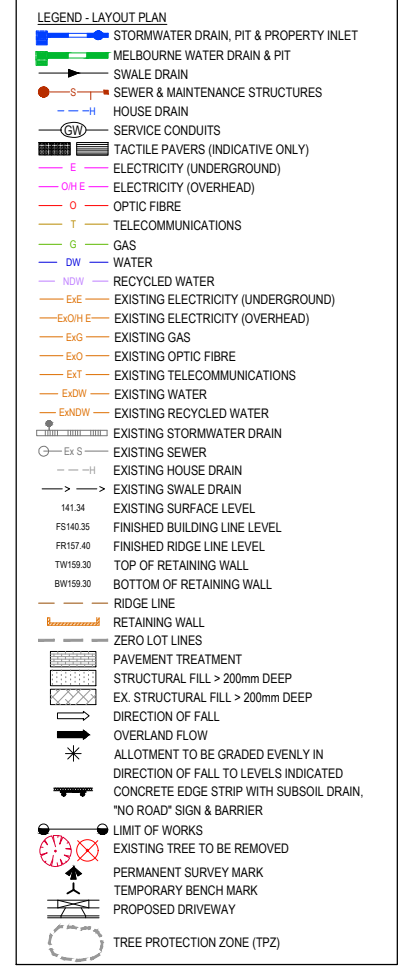 LEGEND - LAYOUT PLAN
STORMWATER DRAIN, PIT & PROPERTY INLET
MELBOURNE WATER DRAIN & PIT
SWALE DRAIN
S SEWER & MAINTENANCE STRUCTURES
H HOUSE DRAIN
GW SERVICE CONDUITS
TACTILE PAVERS (INDICATIVE ONLY)
E ELECTRICITY (UNDERGROUND)
O/H E ELECTRICITY (OVERHEAD)
O OPTIC FIBRE
T TELECOMMUNICATIONS
G GAS
DW WATER
NDW RECYCLED WATER
ExE EXISTING ELECTRICITY (UNDERGROUND)
ExO/H E EXISTING ELECTRICITY (OVERHEAD)
ExG EXISTING GAS
ExO EXISTING OPTIC FIBRE
ExT EXISTING TELECOMMUNICATIONS
ExDW EXISTING WATER
ExNDW EXISTING RECYCLED WATER
EXISTING STORMWATER DRAIN
Ex S EXISTING SEWER
H EXISTING HOUSE DRAIN
EXISTING SWALE DRAIN
141.34 EXISTING SURFACE LEVEL
FS140.35 FINISHED BUILDING LINE LEVEL
FR157.40 FINISHED RIDGE LINE LEVEL
TW159.30 TOP OF RETAINING WALL
BW159.30 BOTTOM OF RETAINING WALL
RIDGE LINE
RETAINING WALL
ZERO LOT LINES
PAVEMENT TREATMENT
STRUCTURAL FILL > 200mm DEEP
EX. STRUCTURAL FILL > 200mm DEEP
DIRECTION OF FALL
OVERLAND FLOW
ALLOTMENT TO BE GRADED EVENLY IN
DIRECTION OF FALL TO LEVELS INDICATED
CONCRETE EDGE STRIP WITH SUBSOIL DRAIN,
"NO ROAD" SIGN & BARRIER
LIMIT OF WORKS
EXISTING TREE TO BE REMOVED
PERMANENT SURVEY MARK
TEMPORARY BENCH MARK
PROPOSED DRIVEWAY
TREE PROTECTION ZONE (TPZ)